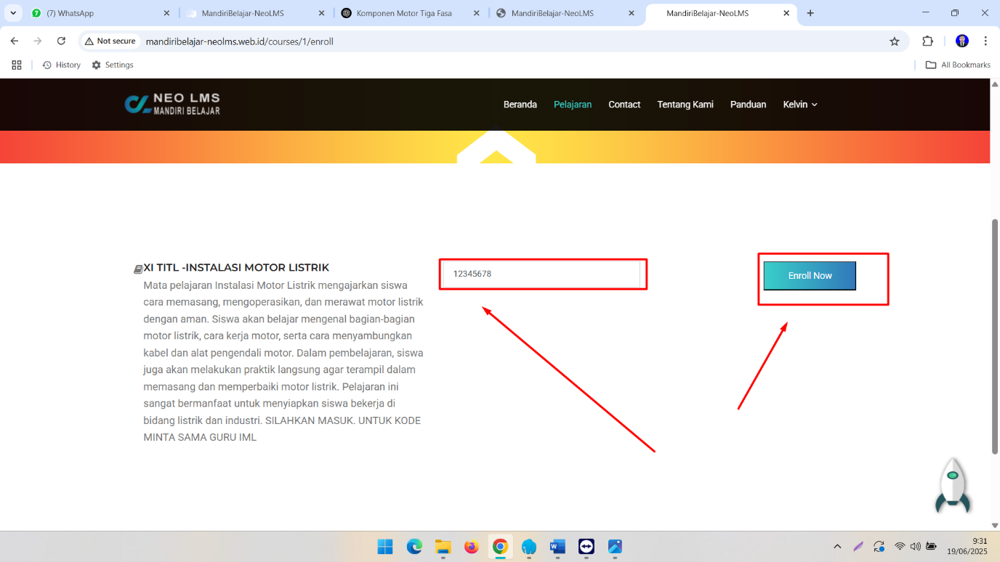 (7) WhatsApp
MandiriBelajar-NeoLMS
Komponen Motor Tiga Fasa
MandiriBelajar-NeoLMS
MandiriBelajar-NeoLMS
Not secure
mandiribelajar-neolms.web.id/courses/1/enroll
History
Settings
All Bookmarks
NEO LMS
MANDIRI BELAJAR
Beranda
Pelajaran
Contact
Tentang Kami
Panduan
Kelvin
XI TITL -INSTALASI MOTOR LISTRIK
Mata pelajaran Instalasi Motor Listrik mengajarkan siswa
cara memasang, mengoperasikan, dan merawat motor listrik
dengan aman. Siswa akan belajar mengenal bagian-bagian
motor listrik, cara kerja motor, serta cara menyambungkan
kabel dan alat pengendali motor. Dalam pembelajaran, siswa
juga akan melakukan praktik langsung agar terampil dalam
memasang dan memperbaiki motor listrik. Pelajaran ini
sangat bermanfaat untuk menyiapkan siswa bekerja di
bidang listrik dan industri. SILAHKAN MASUK. UNTUK KODE
MINTA SAMA GURU IML
12345678
Enroll Now
9:31
19/06/2025